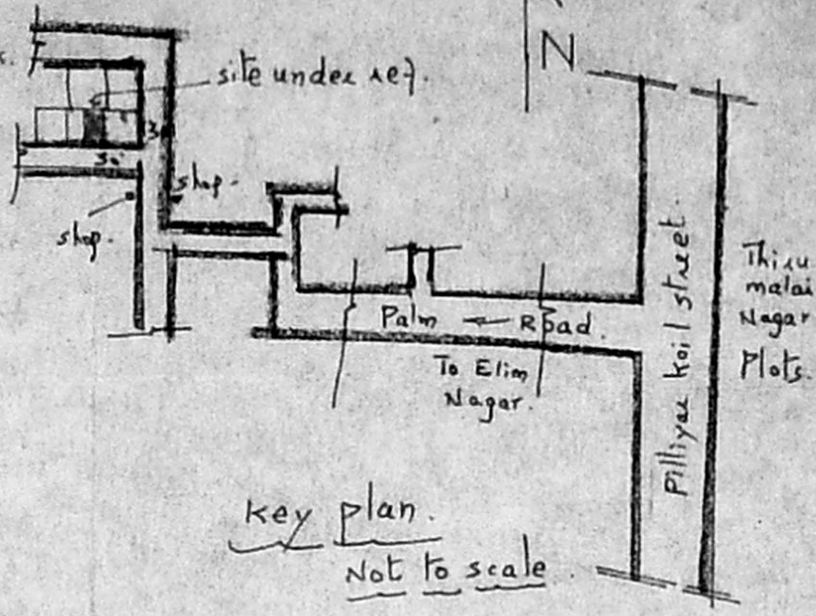 N
site under ref.
30'
shop.
shop.
Palm ← Road.
To Elim
Nagar.
Pilliyar Koil street.
Thiru
malai
Nagar
Plots.
Key plan.
Not to scale